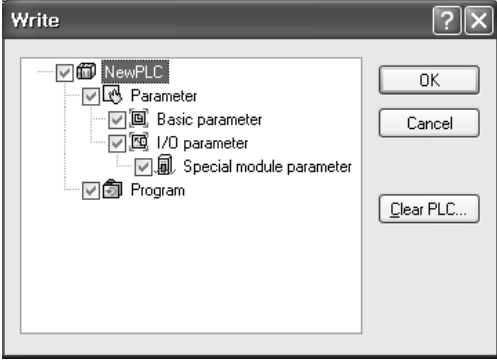 Write
NewPLC
Parameter
Basic parameter
I/O parameter
Special module parameter
Program
OK
Cancel
Clear PLC...